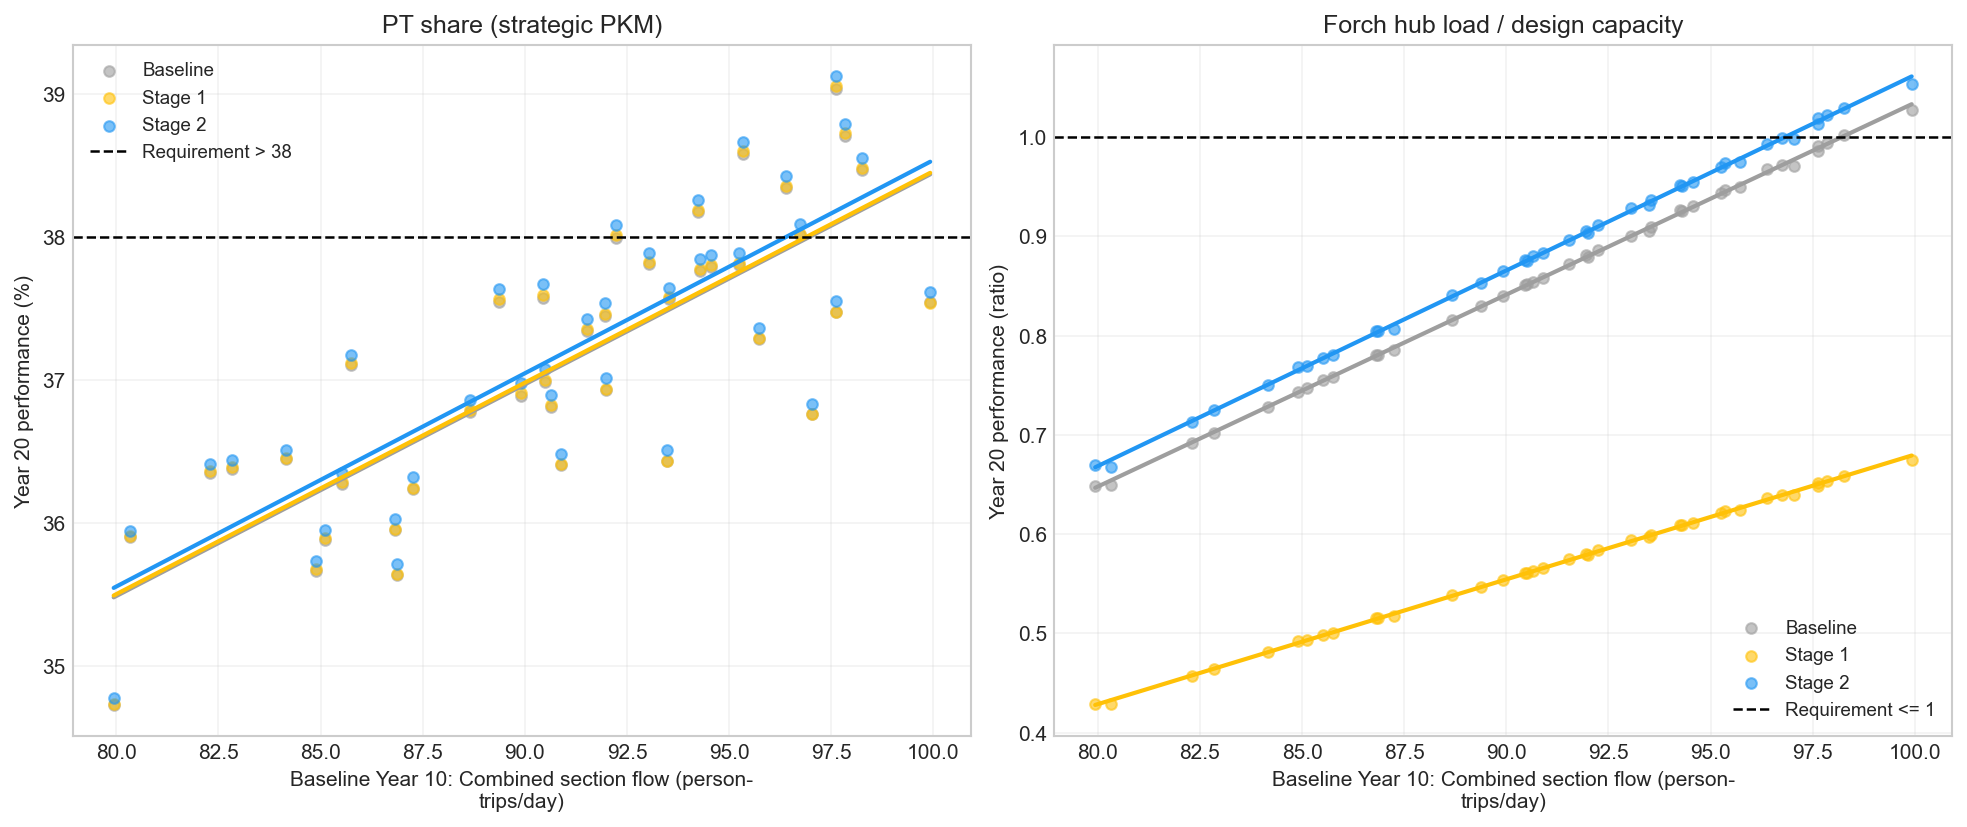 PT share (strategic PKM)
Baseline
Stage 1
Stage 2
Requirement > 38
Year 20 performance (%)
39
38
37
36
35
80.0 82.5 85.0 87.5 90.0 92.5 95.0 97.5 100.0
Baseline Year 10: Combined section flow (person-
trips/day)
Forch hub load / design capacity
Year 20 performance (ratio)
1.0
0.9
0.8
0.7
0.6
0.5
0.4
Baseline
Stage 1
Stage 2
Requirement <= 1
80.0 82.5 85.0 87.5 90.0 92.5 95.0 97.5 100.0
Baseline Year 10: Combined section flow (person-
trips/day)